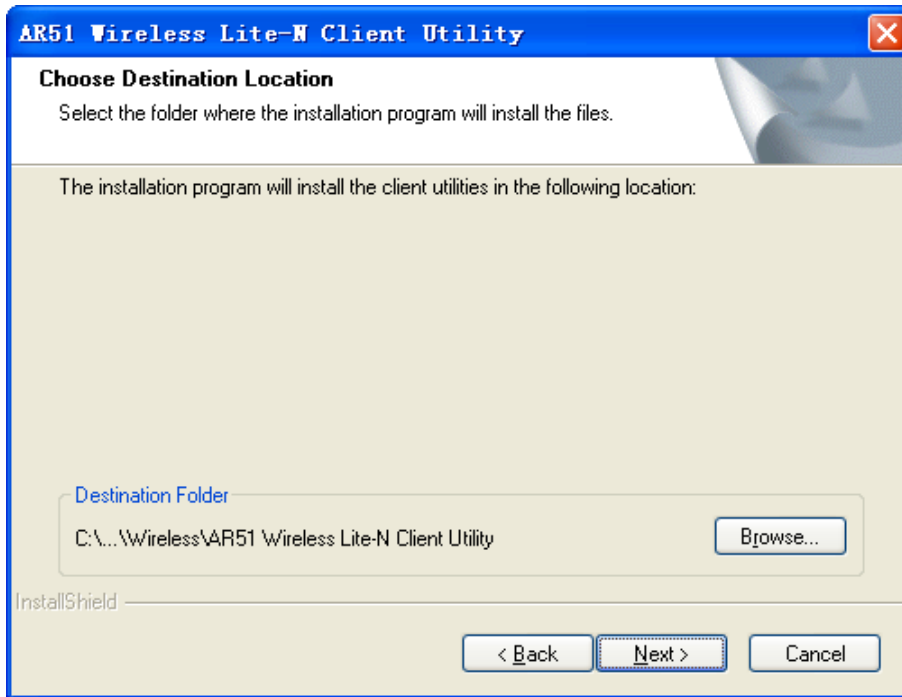 AR51 Wireless Lite-N Client Utility
Choose Destination Location
Select the folder where the installation program will install the files.
The installation program will install the client utilities in the following location:
Destination Folder
C:\...\Wireless\AR51 Wireless Lite-N Client Utility
Browse...
InstallShield
< Back
Next >
Cancel